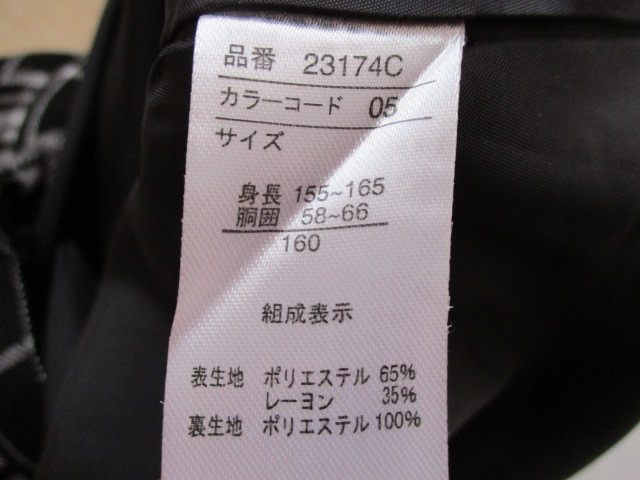 品番 23174C
カラーコード 05
サイズ
身長 155~165
胴囲 58~66
160
組成表示
表生地 ポリエステル 65%
レーヨン 35%
裏生地 ポリエステル 100%